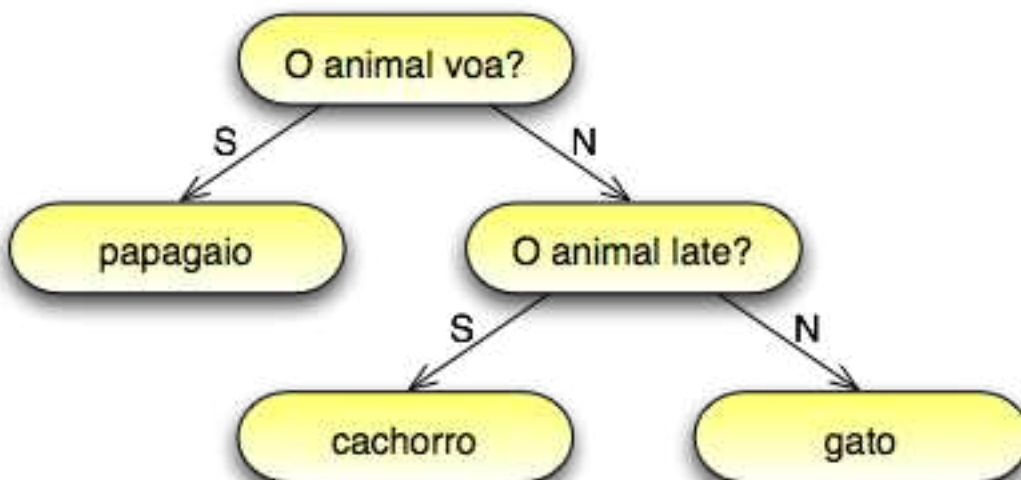 O animal voa?
S
N
papagaio
O animal late?
S
N
cachorro
gato